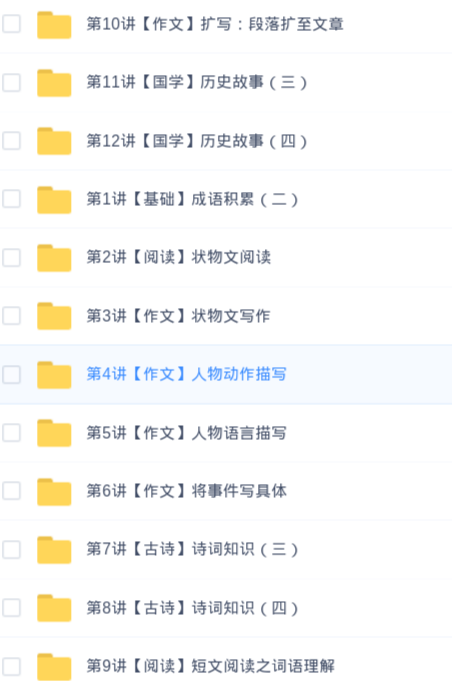 第10讲【作文】扩写：段落扩至文章
第11讲【国学】历史故事（三）
第12讲【国学】历史故事（四）
第1讲【基础】成语积累（二）
第2讲【阅读】状物文阅读
第3讲【作文】状物文写作
第4讲【作文】人物动作描写
第5讲【作文】人物语言描写
第6讲【作文】将事件写具体
第7讲【古诗】诗词知识（三）
第8讲【古诗】诗词知识（四）
第9讲【阅读】短文阅读之词语理解